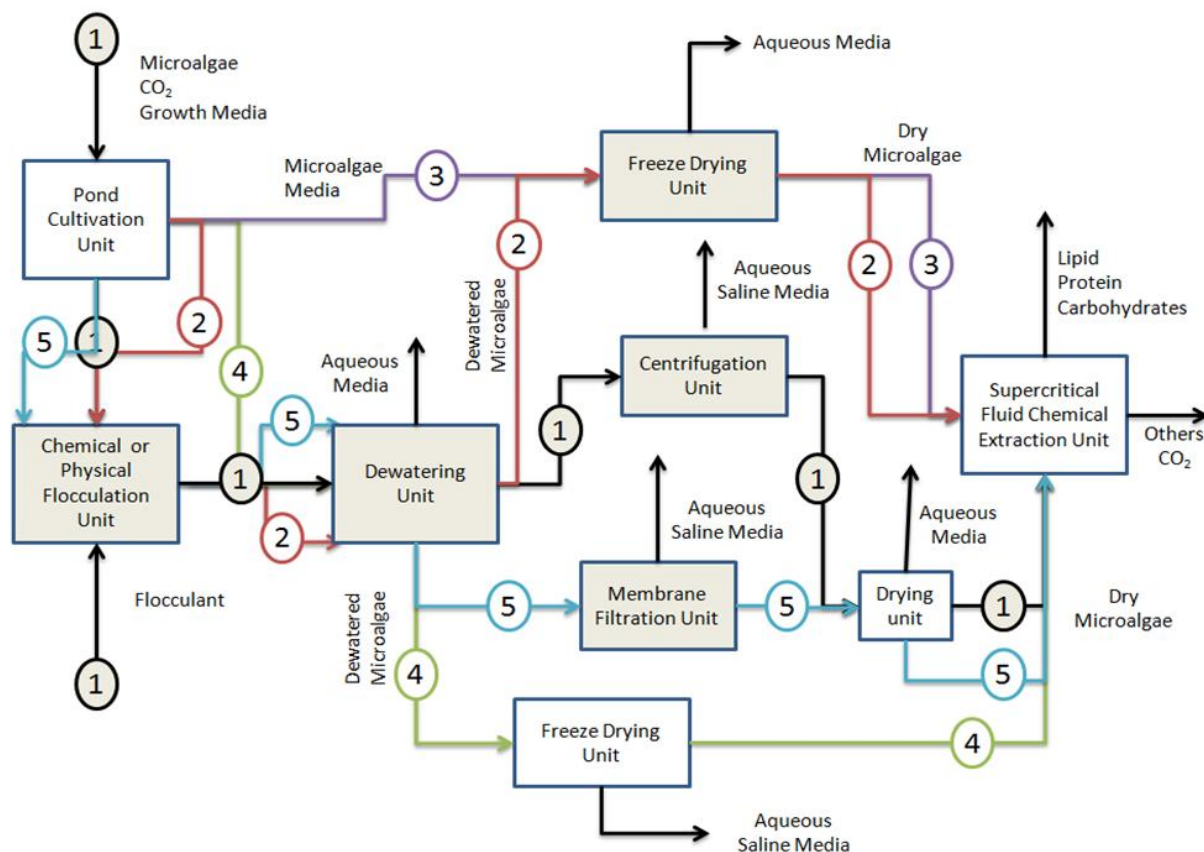 1
Microalgae
CO₂
Growth Media
Aqueous Media
Pond
Cultivation
Unit
Microalgae
Media
3
Freeze Drying
Unit
Dry
Microalgae
2
2
2
3
5
1
4
Aqueous
Media
Dewatered
Microalgae
Aqueous
Saline Media
Centrifugation
Unit
Lipid
Protein
Carbohydrates
Supercritical
Fluid Chemical
Extraction Unit
Others
CO₂
Chemical or
Physical
Flocculation
Unit
5
1
2
Dewatering
Unit
1
1
Aqueous
Saline Media
Aqueous
Media
Flocculant
1
Dewatered
Microalgae
5
Membrane
Filtration Unit
5
Drying
unit
1
5
Dry
Microalgae
4
Freeze Drying
Unit
4
Aqueous
Saline Media